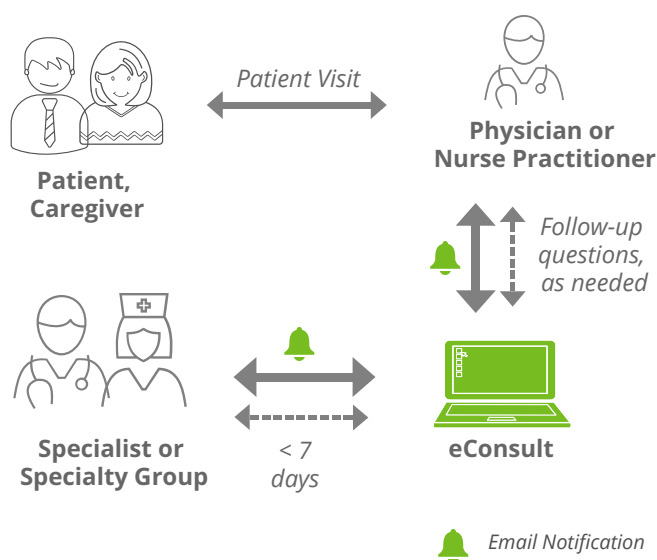 Patient Visit
Physician or
Nurse Practitioner
Patient,
Caregiver
Follow-up
questions,
as needed
Specialist or
Specialty Group
< 7
days
eConsult
Email Notification